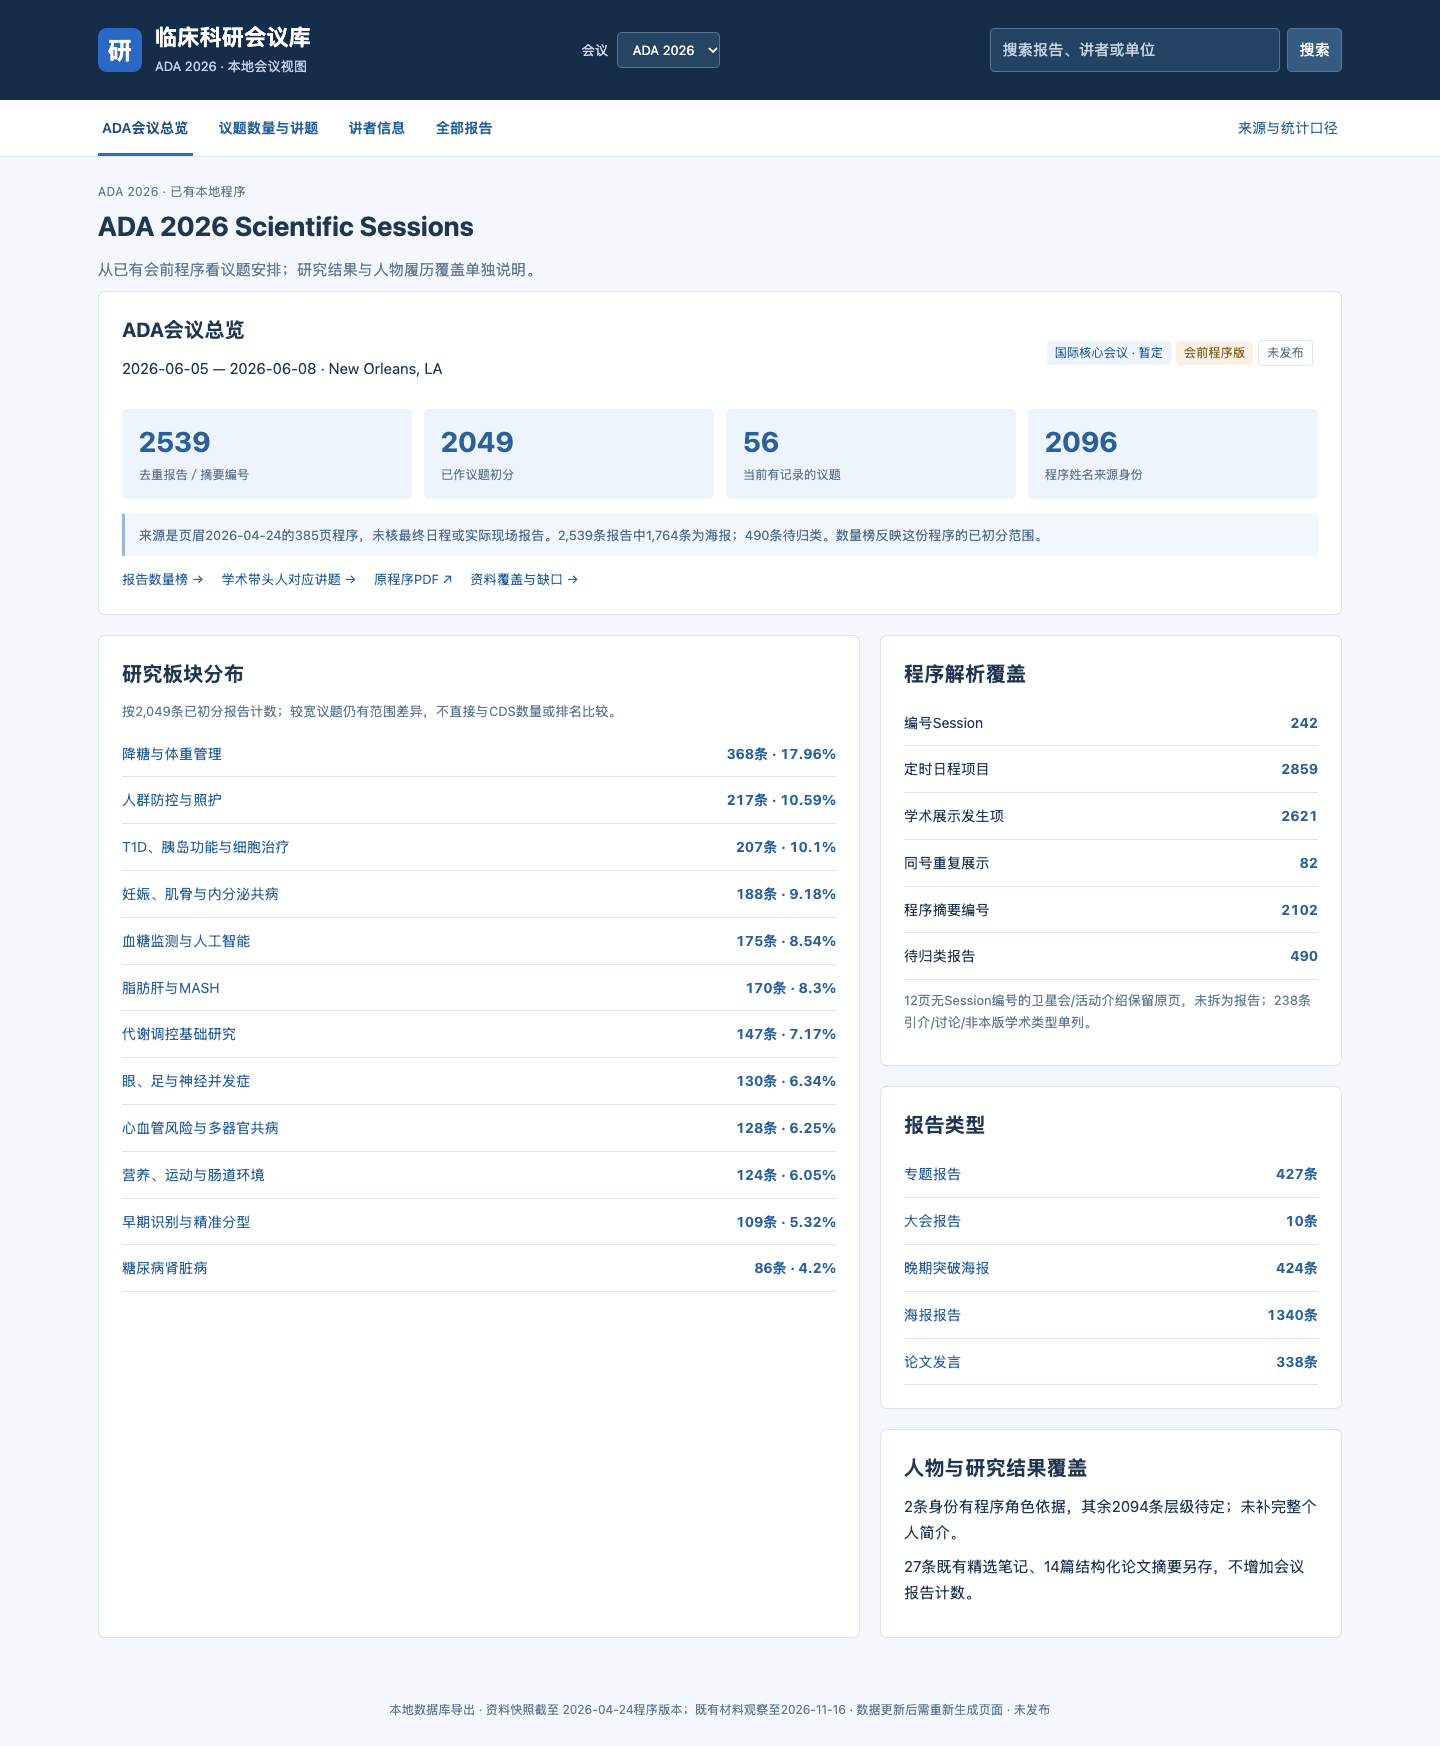 研
临床科研会议库
ADA 2026 · 本地会议视图
会议
ADA 2026
搜索报告、讲者或单位
搜索
ADA会议总览
议题数量与讲题
讲者信息
全部报告
来源与统计口径
ADA 2026 · 已有本地程序
ADA 2026 Scientific Sessions
从已有会前程序看议题安排；研究结果与人物履历覆盖单独说明。
ADA会议总览
2026-06-05 — 2026-06-08 · New Orleans, LA
国际核心会议 · 暂定
会前程序版
未发布
2539
去重报告 / 摘要编号
2049
已作议题初分
56
当前有记录的议题
2096
程序姓名来源身份
来源是页眉2026-04-24的385页程序，未核最终日程或实际现场报告。2,539条报告中1,764条为海报；490条待归类。数量榜反映这份程序的已初分范围。
报告数量榜 →
学术带头人对应讲题 →
原程序PDF ↗
资料覆盖与缺口 →
研究板块分布
按2,049条已初分报告计数；较宽议题仍有范围差异，不直接与CDS数量或排名比较。
降糖与体重管理 368条 · 17.96%
人群防控与照护 217条 · 10.59%
T1D、胰岛功能与细胞治疗 207条 · 10.1%
妊娠、肌骨与内分泌共病 188条 · 9.18%
血糖监测与人工智能 175条 · 8.54%
脂肪肝与MASH 170条 · 8.3%
代谢调控基础研究 147条 · 7.17%
眼、足与神经并发症 130条 · 6.34%
心血管风险与多器官共病 128条 · 6.25%
营养、运动与肠道环境 124条 · 6.05%
早期识别与精准分型 109条 · 5.32%
糖尿病肾脏病 86条 · 4.2%
程序解析覆盖
编号Session 242
定时日程项目 2859
学术展示发生项 2621
同号重复展示 82
程序摘要编号 2102
待归类报告 490
12页无Session编号的卫星会/活动介绍保留原页，未拆为报告；238条
引介/讨论/非本版学术类型单列。
报告类型
专题报告 427条
大会报告 10条
晚期突破海报 424条
海报报告 1340条
论文发言 338条
人物与研究结果覆盖
2条身份有程序角色依据，其余2094条层级待定；未补完整个
人简介。
27条既有精选笔记、14篇结构化论文摘要另存，不增加会议
报告计数。
本地数据库导出 · 资料快照截至 2026-04-24程序版本；既有材料观察至2026-11-16 · 数据更新后需重新生成页面 · 未发布